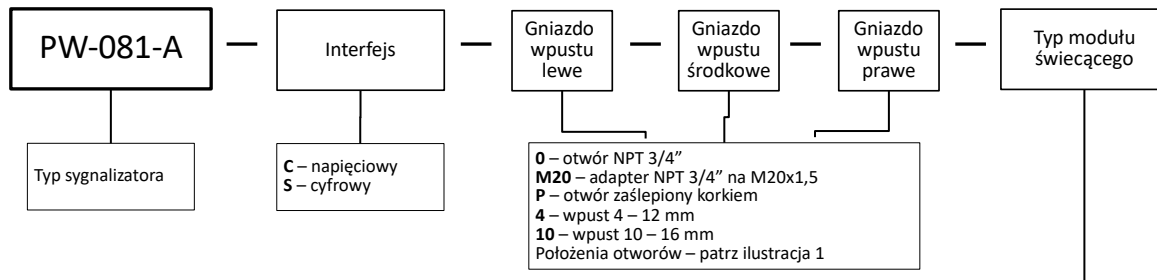 PW-081-A
Interfejs
Gniazdo
wpustu
lewe
Gniazdo
wpustu
środkowe
Gniazdo
wpustu
prawe
Typ modułu
świecącego
Typ sygnalizatora
C – napięciowy
S – cyfrowy
0 – otwór NPT 3/4”
M20 – adapter NPT 3/4” na M20x1,5
P – otwór zaślepiony korkiem
4 – wpust 4 – 12 mm
10 – wpust 10 – 16 mm
Położenia otworów – patrz ilustracja 1